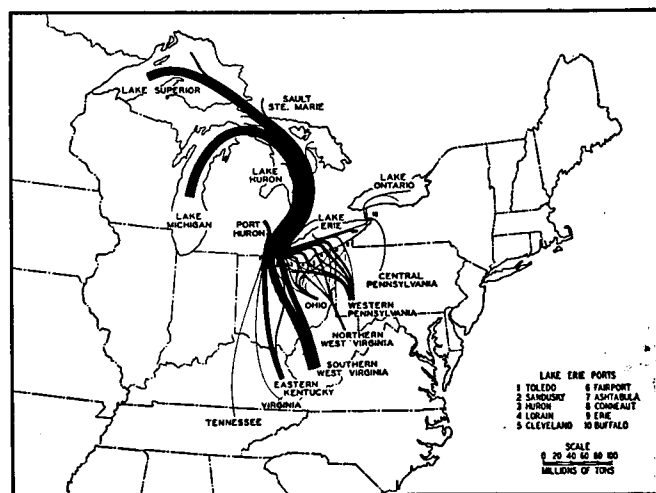 LAKE SUPERIOR
SAULT
STE. MARIE
LAKE
HURON
LAKE
ONTARIO
LAKE
MICHIGAN
PORT
HURON
LAKE
ERIE
CENTRAL
PENNSYLVANIA
OHIO
WESTERN
PENNSYLVANIA
NORTHERN
WEST VIRGINIA
SOUTHERN
WEST VIRGINIA
EASTERN
KENTUCKY
VIRGINIA
TENNESSEE
LAKE ERIE PORTS
1 TOLEDO 6 FAIRPORT
2 SANDUSKY 7 ASHTABULA
3 HURON 8 CONNEAUT
4 LORAIN 9 ERIE
5 CLEVELAND 10 BUFFALO
SCALE
0 20 40 60 80 100
MILLIONS OF TONS